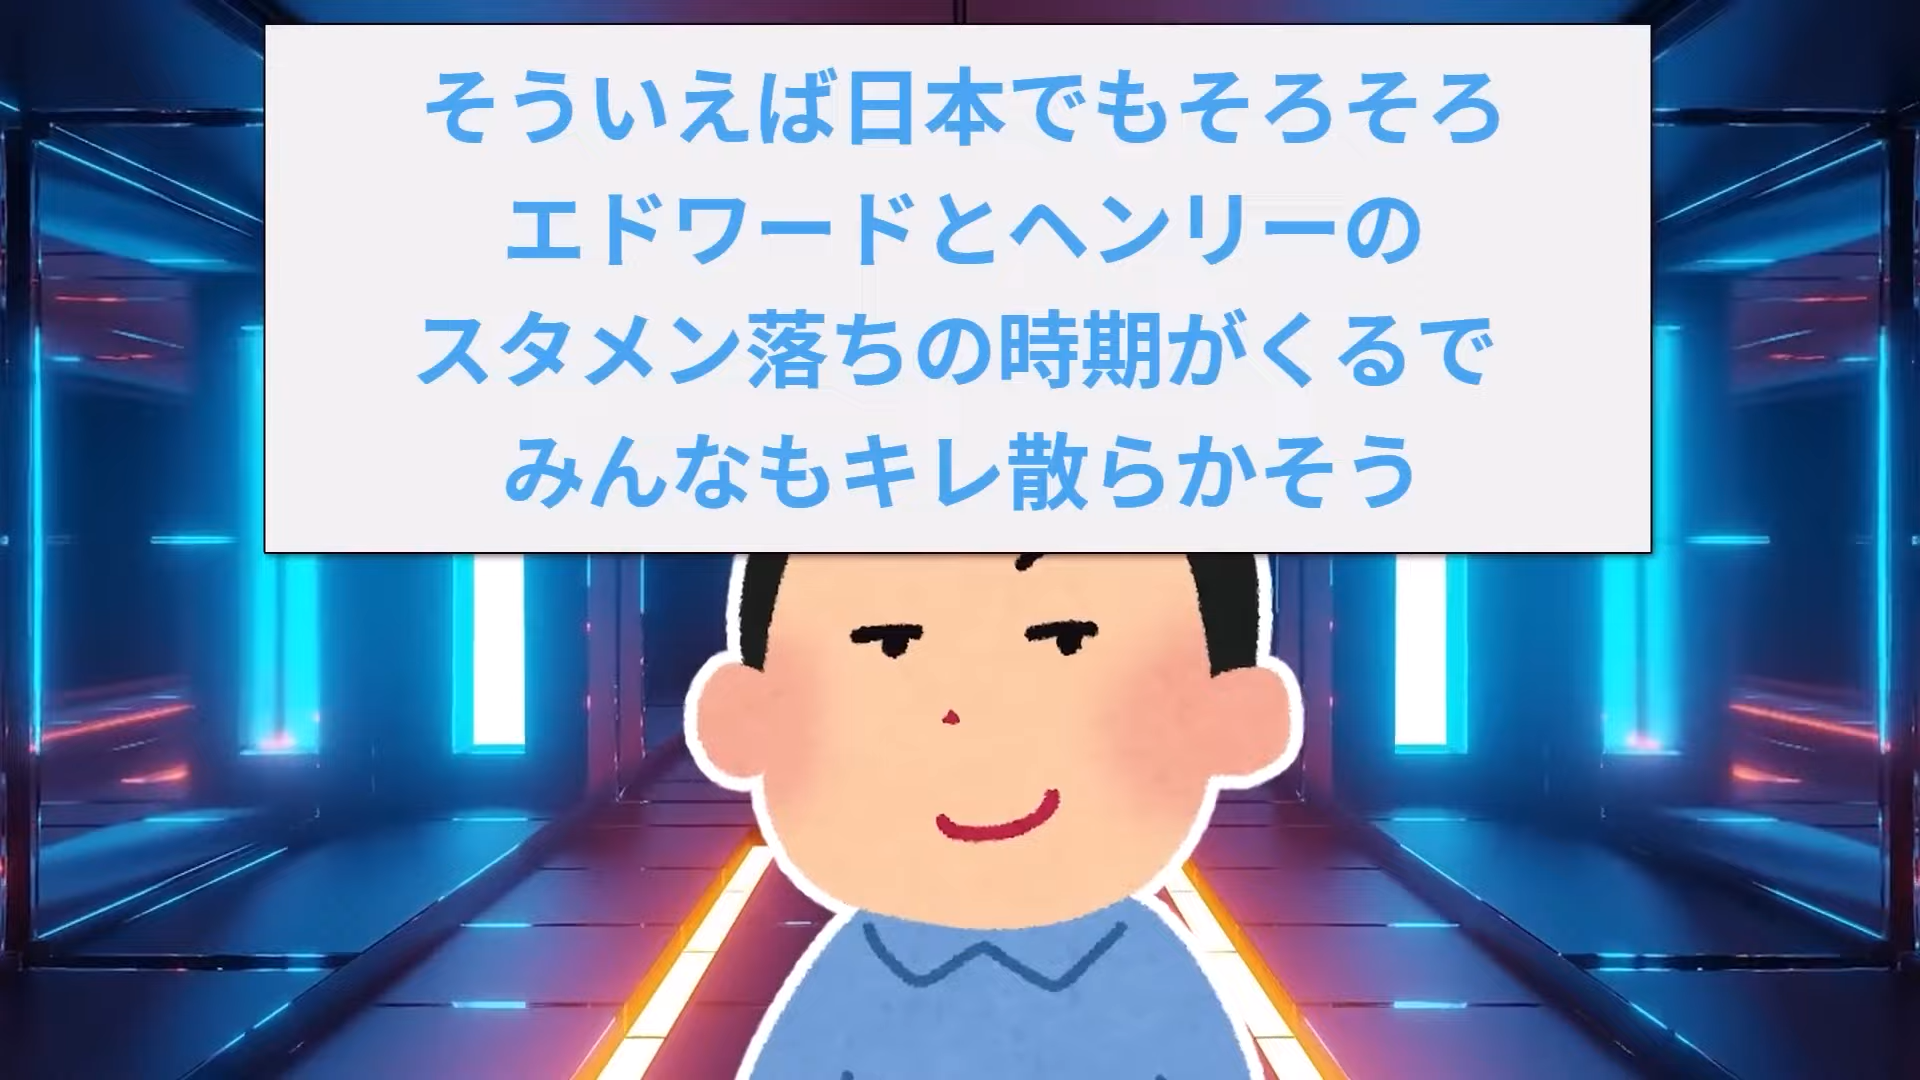 そういえば日本でもそろそろ
エドワードとヘンリーの
スタメン落ちの時期がくるで
みんなもキレ散らかそう